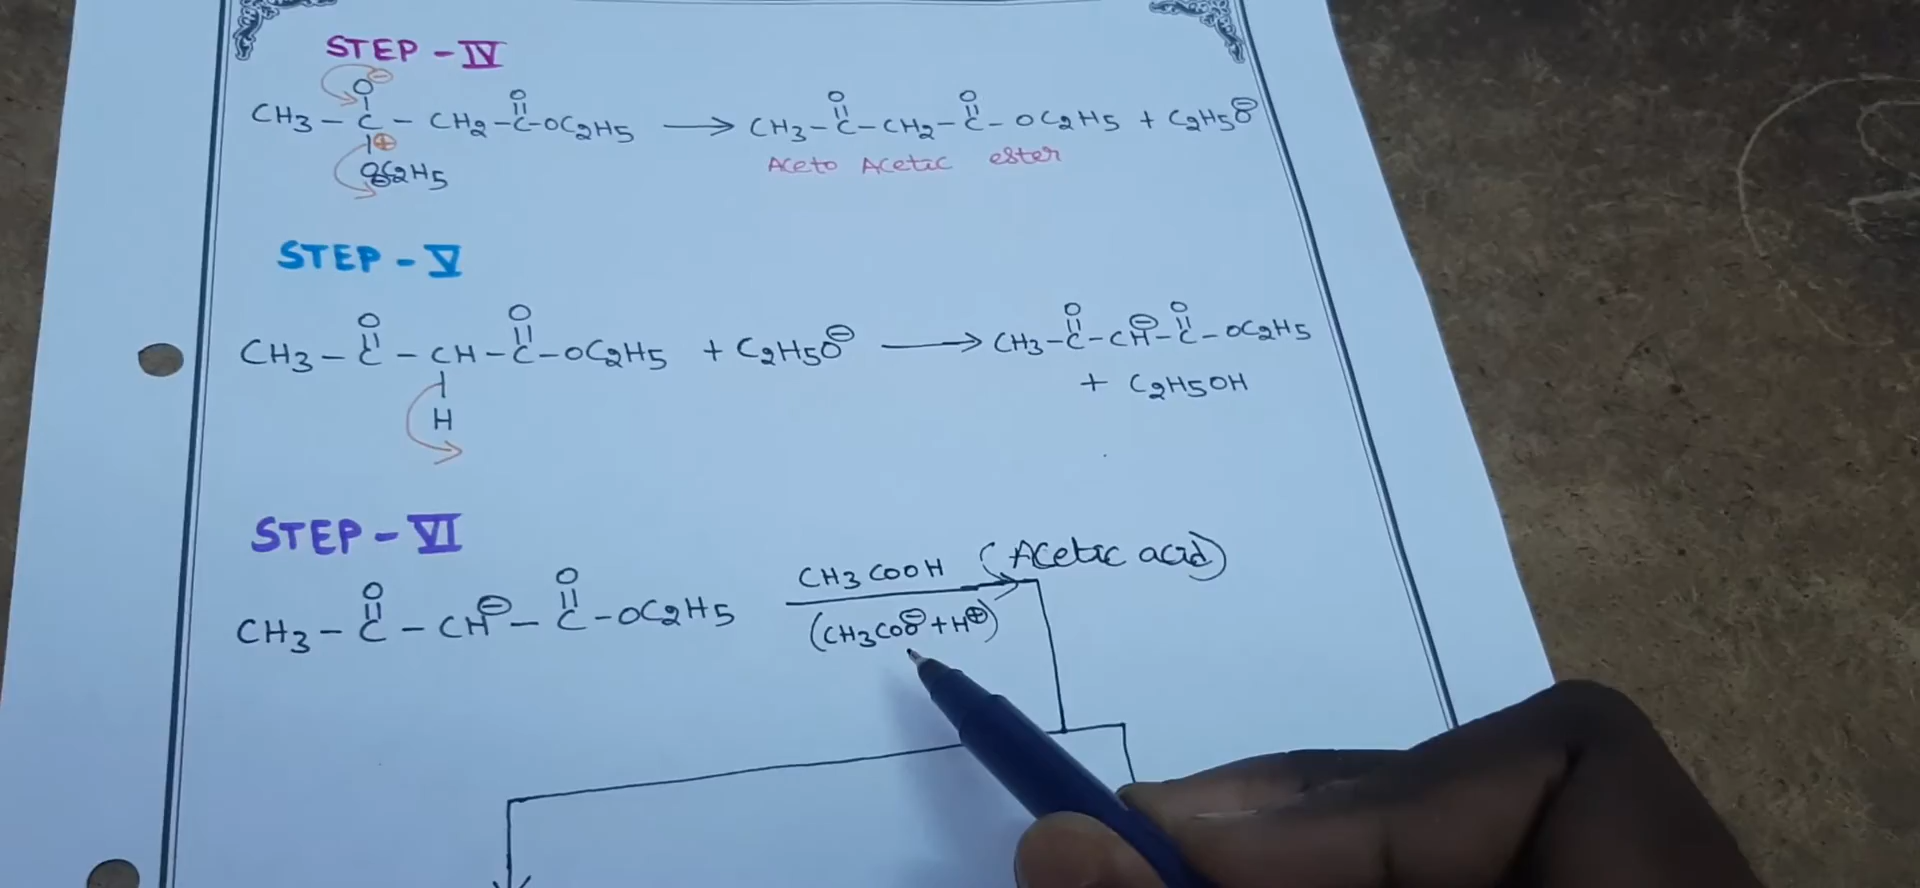 STEP - IV
O⊖
CH3 - C - CH2 - C - OC2H5 → CH3 - C - CH2 - C - OC2H5 + C2H5O⊖
O O O
⊕
OC2H5
Aceto Acetic ester
STEP - V
O O O O
CH3 - C - CH - C - OC2H5 + C2H5O⊖ → CH3 - C - CH⊖ - C - OC2H5
H
+ C2H5OH
STEP - VI
CH3COOH (Acetic acid)
O O
CH3 - C - CH⊖ - C - OC2H5
(CH3COO⊖ + H⊕)